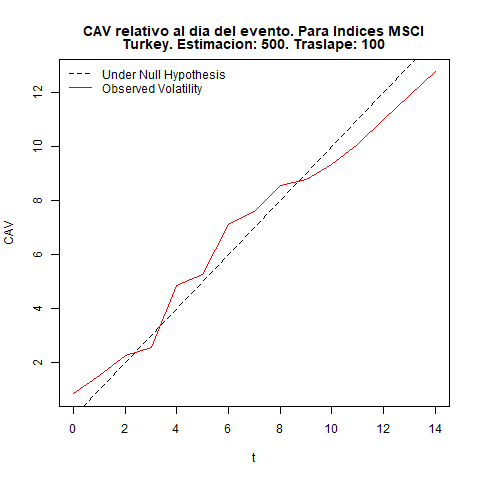 CAV relativo al dia del evento. Para Indices MSCI
Turkey. Estimacion: 500. Traslape: 100
Under Null Hypothesis
Observed Volatility
CAV
12
10
8
6
4
2
0 2 4 6 8 10 12 14
t